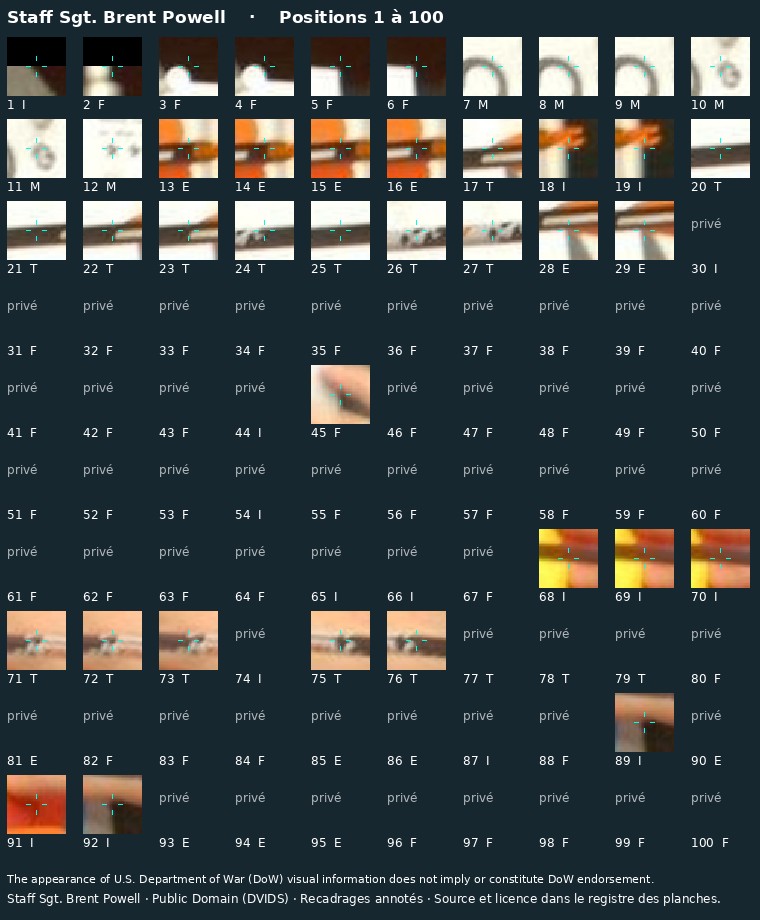 Staff Sgt. Brent Powell · Positions 1 à 100
1 I 2 F 3 F 4 F 5 F 6 F 7 M 8 M 9 M 10 M
11 M 12 M 13 E 14 E 15 E 16 E 17 T 18 I 19 I 20 T
privé
21 T 22 T 23 T 24 T 25 T 26 T 27 T 28 E 29 E 30 I
privé privé privé privé privé privé privé privé privé privé
31 F 32 F 33 F 34 F 35 F 36 F 37 F 38 F 39 F 40 F
privé privé privé privé privé privé privé privé privé
41 F 42 F 43 F 44 I 45 F 46 F 47 F 48 F 49 F 50 F
privé privé privé privé privé privé privé privé privé privé
51 F 52 F 53 F 54 I 55 F 56 F 57 F 58 F 59 F 60 F
privé privé privé privé privé privé privé
61 F 62 F 63 F 64 F 65 I 66 I 67 F 68 I 69 I 70 I
privé privé privé privé privé
71 T 72 T 73 T 74 I 75 T 76 T 77 T 78 T 79 T 80 F
privé privé privé privé privé privé privé privé privé
81 E 82 F 83 F 84 F 85 E 86 E 87 I 88 F 89 I 90 E
privé privé privé privé privé privé privé privé
91 I 92 I 93 E 94 E 95 E 96 F 97 F 98 F 99 F 100 F
The appearance of U.S. Department of War (DoW) visual information does not imply or constitute DoW endorsement.
Staff Sgt. Brent Powell · Public Domain (DVIDS) · Recadrages annotés · Source et licence dans le registre des planches.